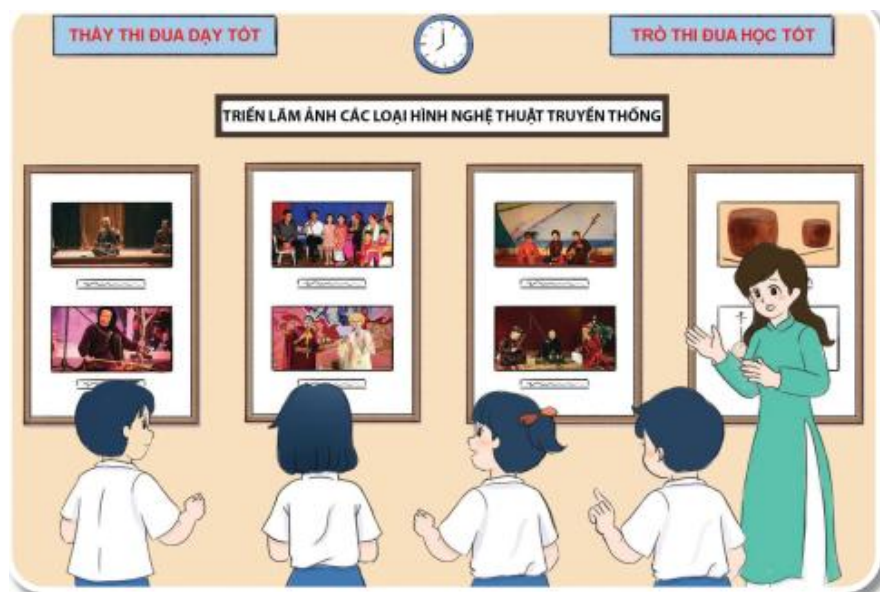 THẦY THI ĐUA DẠY TỐT
TRÒ THI ĐUA HỌC TỐT
TRIỂN LÃM ẢNH CÁC LOẠI HÌNH NGHỆ THUẬT TRUYỀN THỐNG